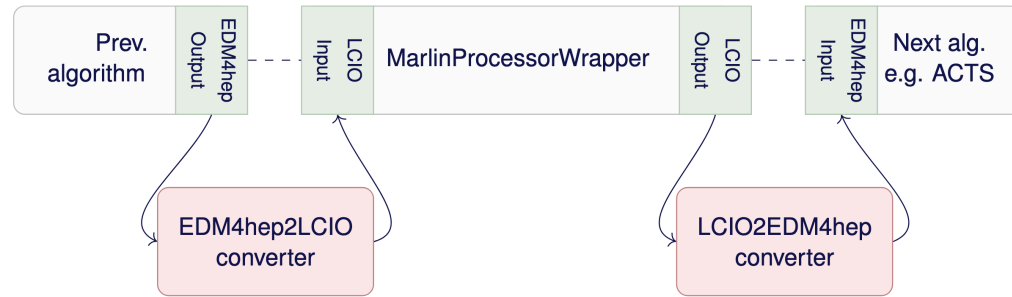 Prev.
algorithm
EDM4hep
Output
LCIO
Input
MarlinProcessorWrapper
LCIO
Output
EDM4hep
Input
Next alg.
e.g. ACTS
EDM4hep2LCIO
converter
LCIO2EDM4hep
converter